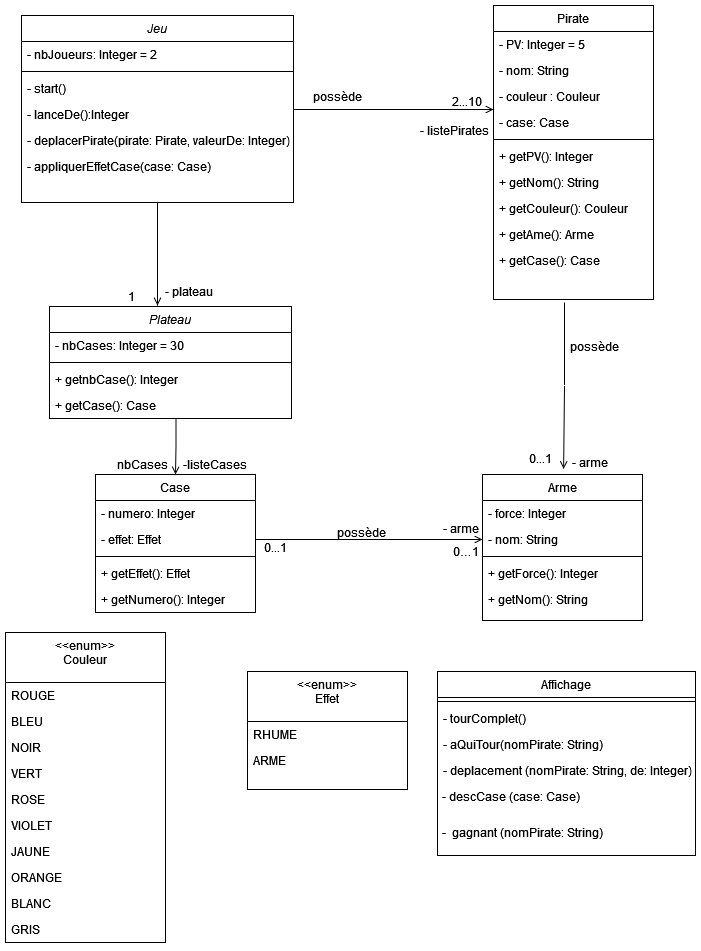 Jeu
- nbJoueurs: Integer = 2
- start()
- lanceDe():Integer
- deplacerPirate(pirate: Pirate, valeurDe: Integer)
- appliquerEffetCase(case: Case)
possède
2...10
- listePirates
Pirate
- PV: Integer = 5
- nom: String
- couleur : Couleur
- case: Case
+ getPV(): Integer
+ getNom(): String
+ getCouleur(): Couleur
+ getAme(): Arme
+ getCase(): Case
1
- plateau
Plateau
- nbCases: Integer = 30
+ getnbCase(): Integer
+ getCase(): Case
possède
0...1
- arme
nbCases
-listeCases
Case
- numero: Integer
- effet: Effet
+ getEffet(): Effet
+ getNumero(): Integer
0...1
possède
- arme
0...1
Arme
- force: Integer
- nom: String
+ getForce(): Integer
+ getNom(): String
<<enum>>
Couleur
ROUGE
BLEU
NOIR
VERT
ROSE
VIOLET
JAUNE
ORANGE
BLANC
GRIS
<<enum>>
Effet
RHUME
ARME
Affichage
- tourComplet()
- aQuiTour(nomPirate: String)
- deplacement (nomPirate: String, de: Integer)
- descCase (case: Case)
- gagnant (nomPirate: String)